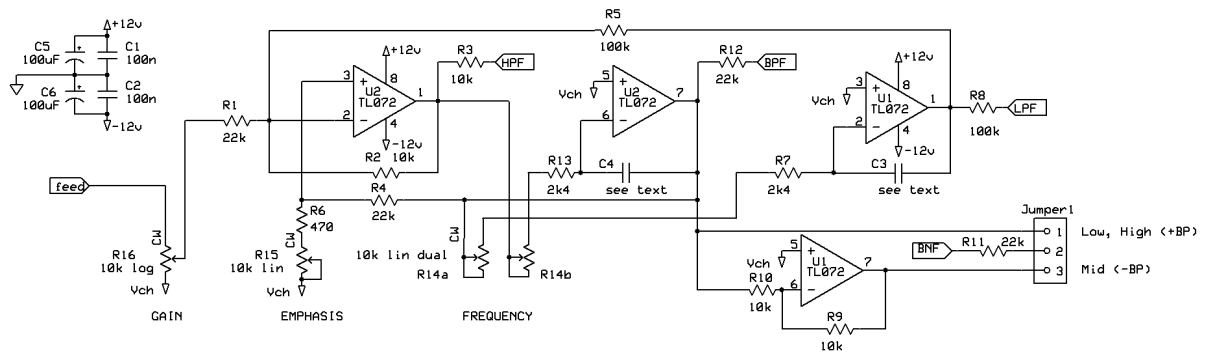 +12v
C5
100uF
C1
100n
C6
100uF
C2
100n
-12v
feed
R16
10k log
CW
Vch
GAIN
R1
22k
R6
470
CW
R15
10k lin
Vch
EMPHASIS
3
+
2
-
U2
TL072
8
+12v
1
4
-12v
R2 10k
R4
22k
R3
10k
HPF
R5
100k
CW
10k lin dual
R14a
R14b
FREQUENCY
R13
2k4
Vch
5
+
6
-
U2
TL072
7
C4
see text
R12
22k
BPF
R7
2k4
Vch
3
+
2
-
U1
TL072
8
+12v
1
4
-12v
C3
see text
R8
100k
LPF
R10
10k
Vch
5
+
6
-
U1
TL072
7
R9
10k
BNF
R11 22k
Jumper1
1
2
3
Low, High (+BP)
Mid (-BP)